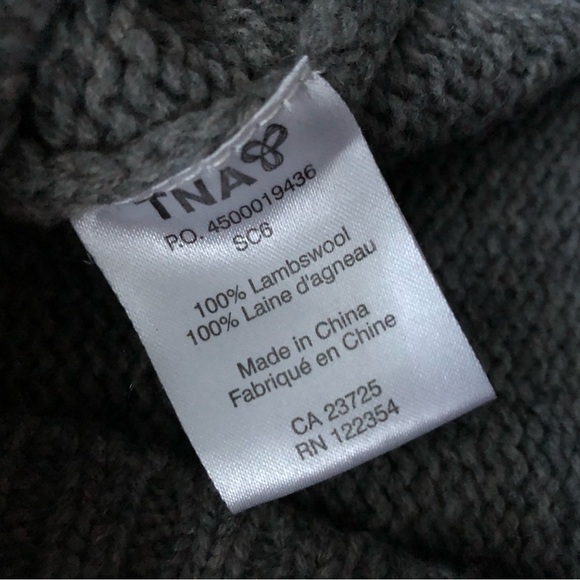 TNA
P.O. 4500019436
SC6
100% Lambswool
100% Laine d'agneau
Made in China
Fabriqué en Chine
CA 23725
RN 122354